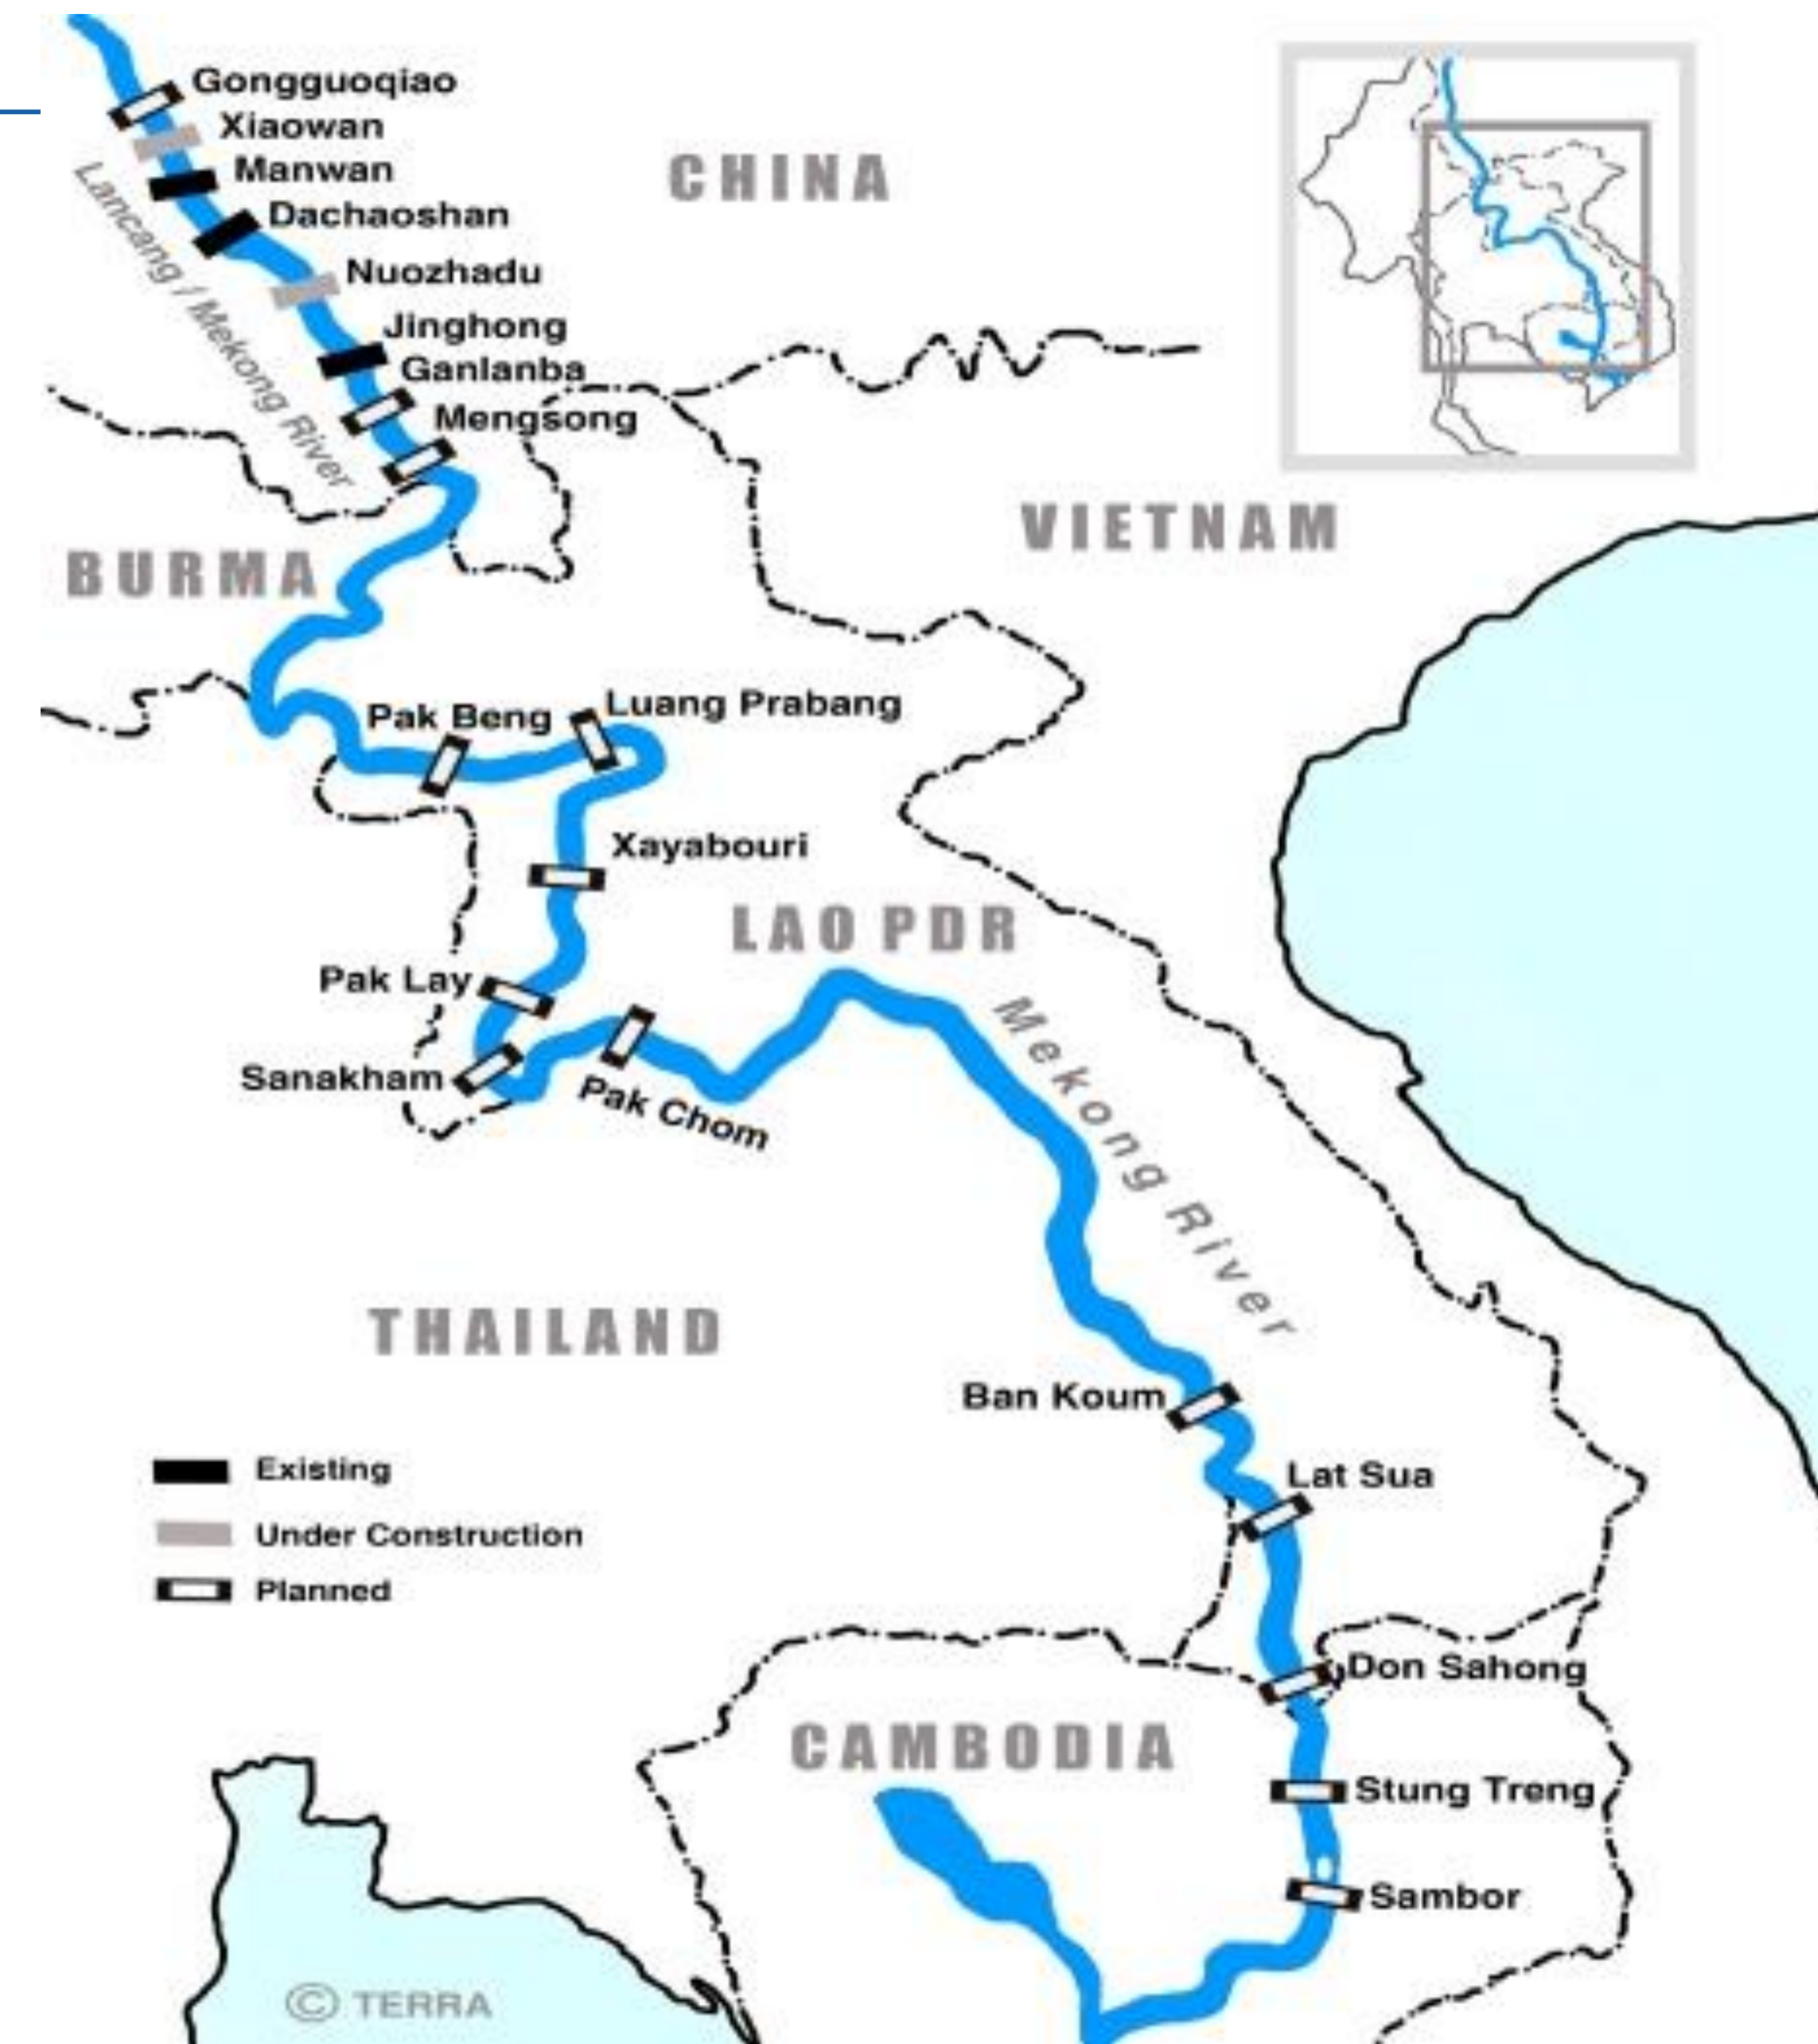 Gongguoqiao
Xiaowan
CHINA
Manwan
Dachaoshan
Lancang / Mekong River
Nuozhadu
Jinghong
Ganlanba
Mengsong
VIETNAM
BURMA
Pak Beng
Luang Prabang
Xayabouri
LAO PDR
Pak Lay
Mekong River
Sanakham
Pak Chom
THAILAND
Ban Koum
Lat Sua
Existing
Under Construction
Planned
Don Sahong
CAMBODIA
Stung Treng
Sambor
© TERRA